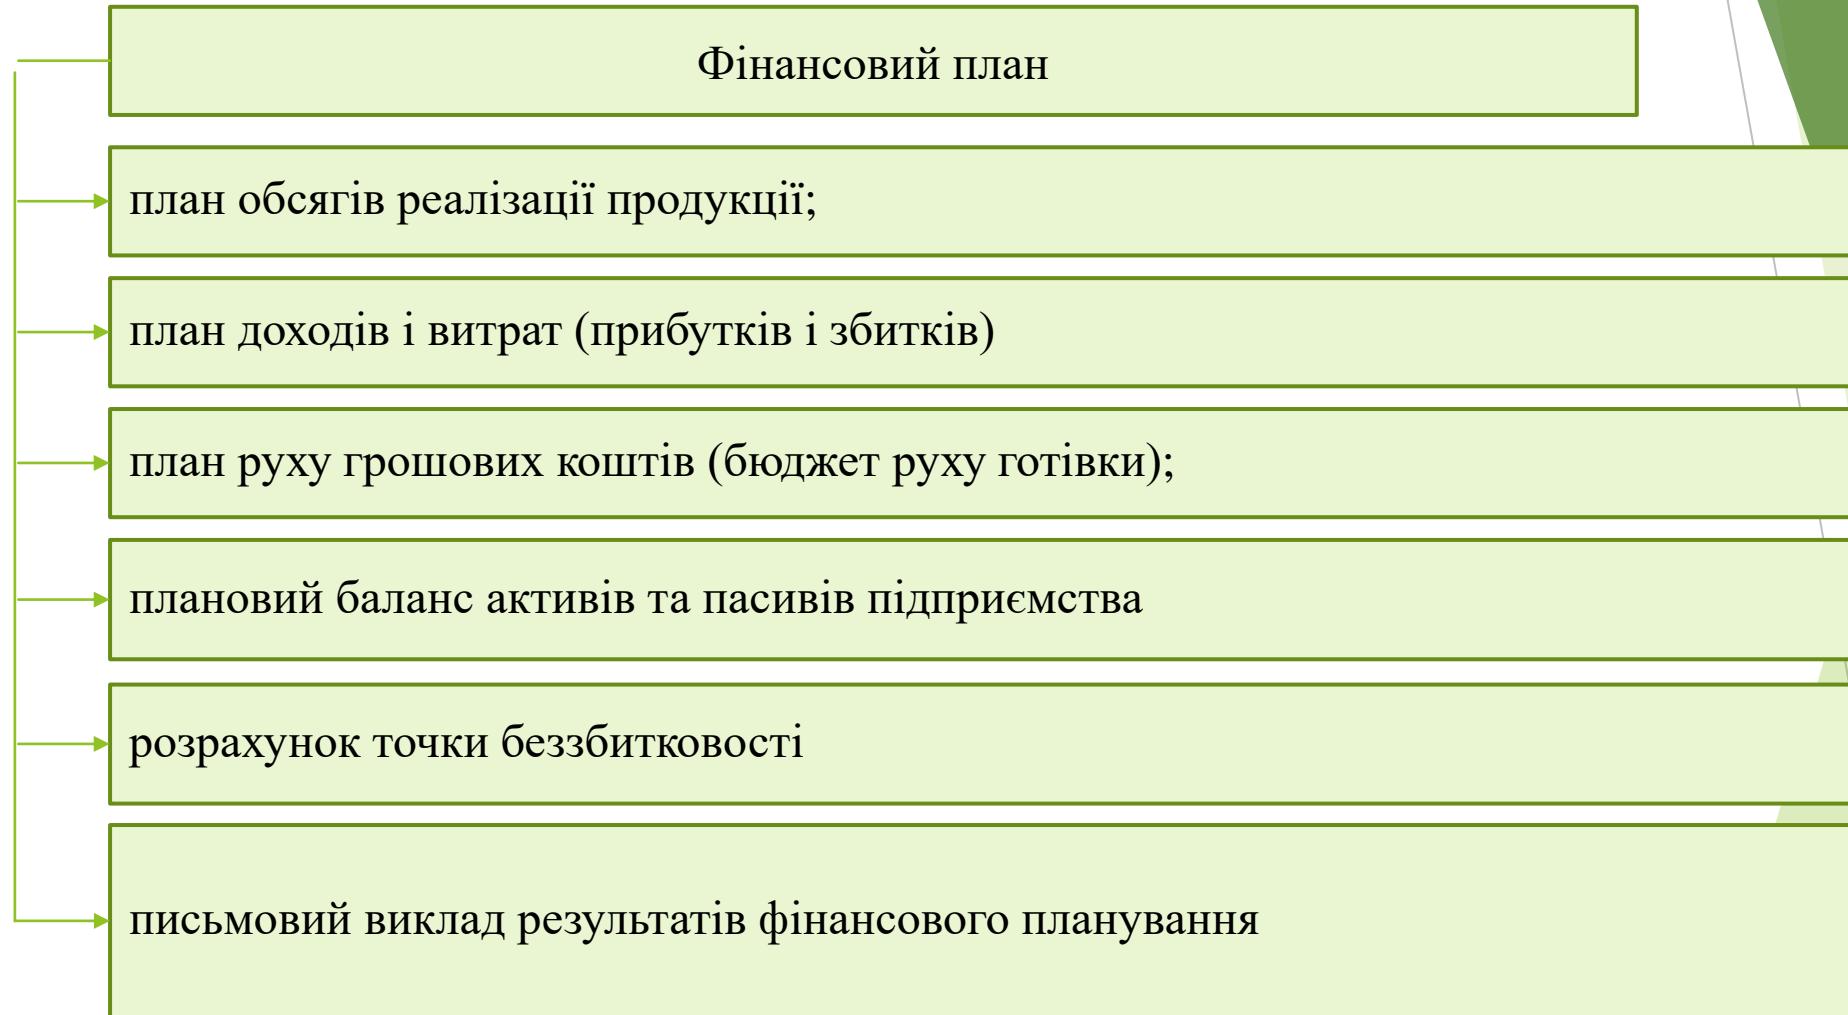 Фінансовий план
план обсягів реалізації продукції;
план доходів і витрат (прибутків і збитків)
план руху грошових коштів (бюджет руху готівки);
плановий баланс активів та пасивів підприємства
розрахунок точки беззбитковості
письмовий виклад результатів фінансового планування